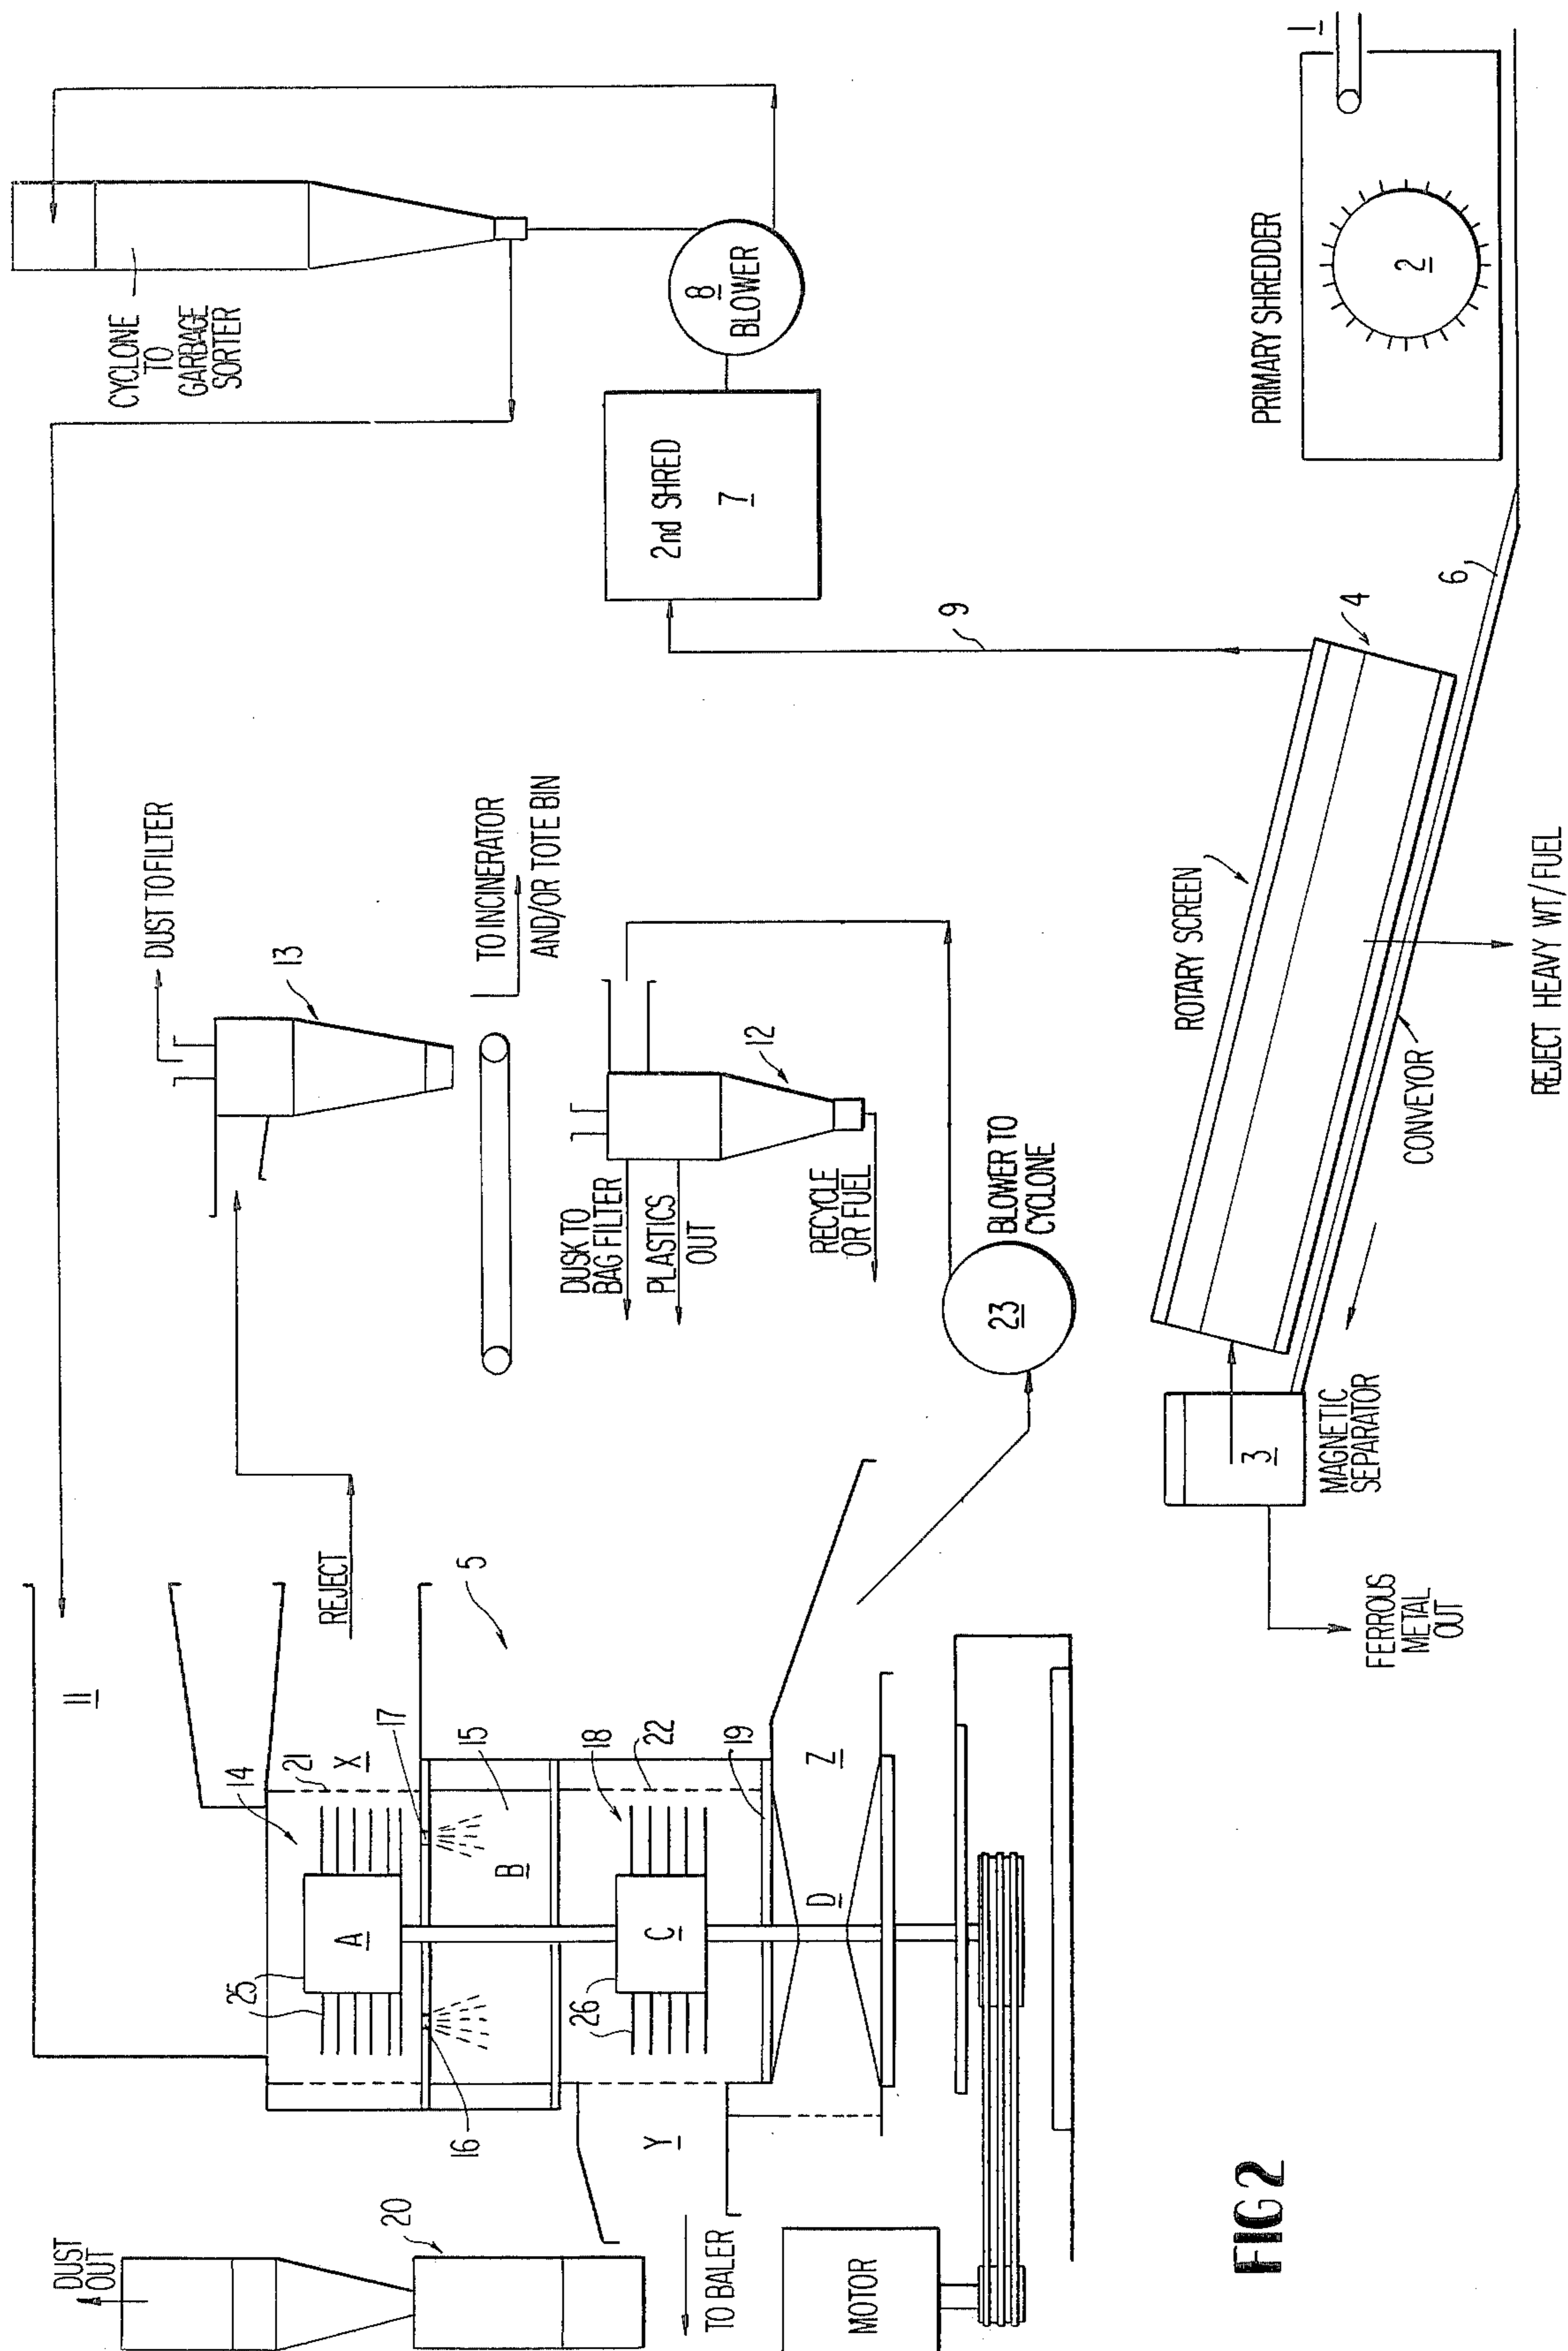 DUST
OUT
20
TO BALER
MOTOR
11
14
21
X
REJECT
25
A
17
15
5
B
16
18
22
26
C
19
Y
Z
D
DUST TO FILTER
13
TO INCINERATOR
AND/OR TOTE BIN
DUSK TO
BAG FILTER
PLASTICS
OUT
12
RECYCLE
OR FUEL
23
BLOWER TO
CYCLONE
CYCLONE
TO
GARBAGE
SORTER
8
BLOWER
2nd SHRED
7
9
FERROUS
METAL
OUT
3
MAGNETIC
SEPARATOR
ROTARY SCREEN
CONVEYOR
REJECT HEAVY WT/FUEL
4
6
PRIMARY SHREDDER
2
1
FIG 2